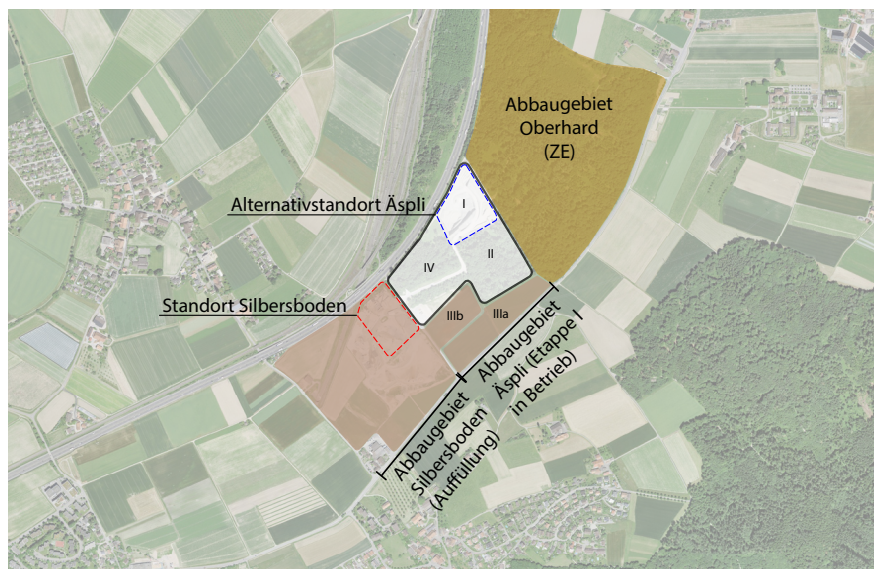 Abbaugebiet
Oberhard
(ZE)
Alternativstandort Äspli
I
II
IV
Standort Silbersboden
IIIb
IIIa
Abbaugebiet
Äspli (Etappe I
in Betrieb)
Abbaugebiet
Silbersboden
(Auffüllung)